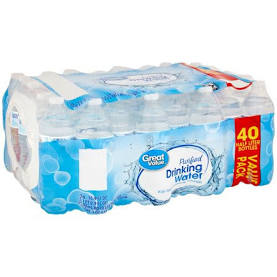 Great Value
Purified
Drinking
Water
40
HALF LITER
BOTTLES
VALUE
PACK